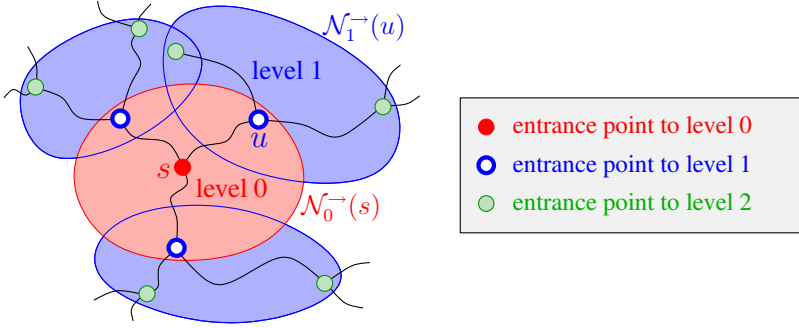 𝒩₁→(u)
level 1
u
s
level 0
𝒩₀→(s)
entrance point to level 0
entrance point to level 1
entrance point to level 2